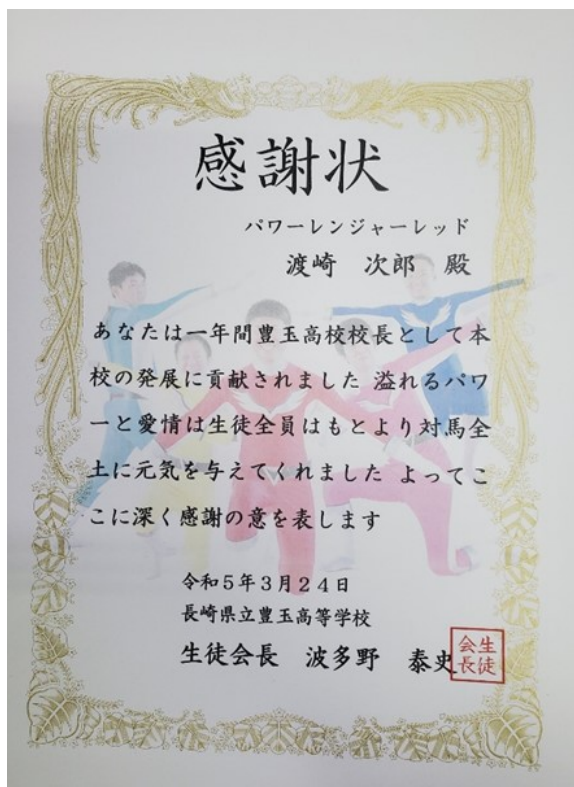 感謝状
パワーレンジャーレッド
渡崎 次郎 殿
あなたは一年間豊玉高校校長として本
校の発展に貢献されました 溢れるパワ
ーと愛情は生徒全員はもとより対馬全
土に元気を与えてくれました よってこ
こに深く感謝の意を表します
令和5年3月24日
長崎県立豊玉高等学校
生徒会長 波多野 泰史
生徒
会長